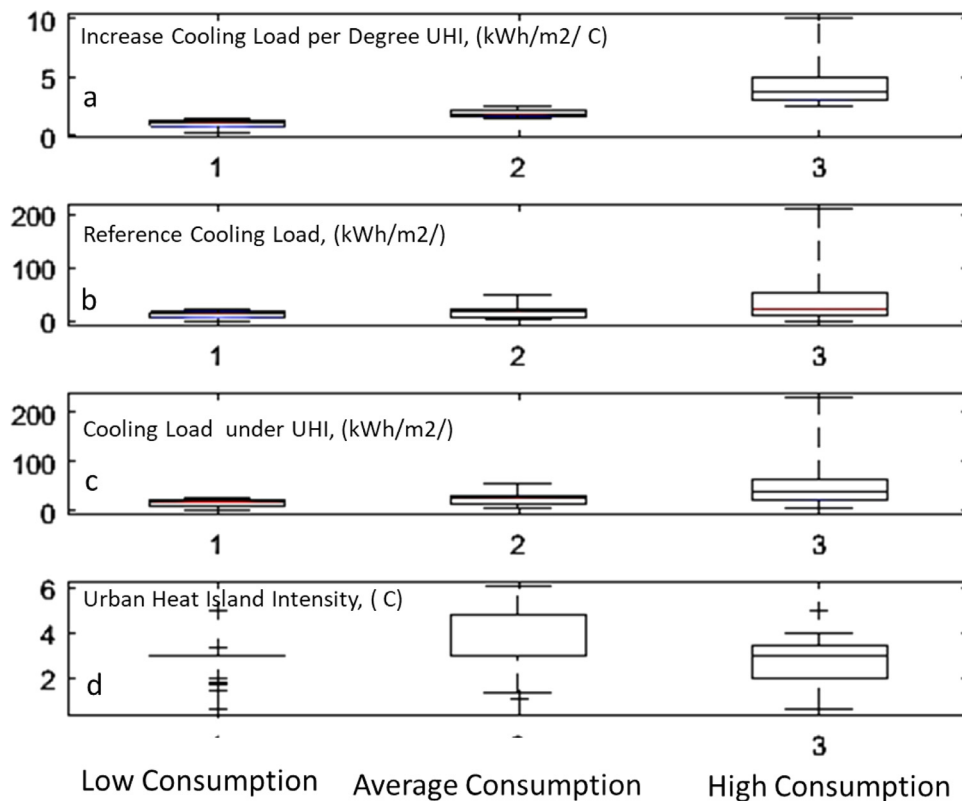 10
Increase Cooling Load per Degree UHI, (kWh/m2/ C)
5
a
0
1 2 3
200
Reference Cooling Load, (kWh/m2/)
100
b
0
1 2 3
200
Cooling Load under UHI, (kWh/m2/)
100
c
0
1 2 3
6
Urban Heat Island Intensity, ( C)
4
2
d
3
Low Consumption Average Consumption High Consumption